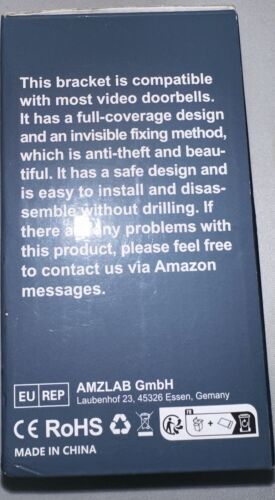 This bracket is compatible
with most video doorbells.
It has a full-coverage design
and an invisible fixing method,
which is anti-theft and beau-
tiful. It has a safe design and
is easy to install and disas-
semble without drilling. If
there are any problems with
this product, please feel free
to contact us via Amazon
messages.
EU REP
AMZLAB GmbH
Laubenhof 23, 45326 Essen, Gemany
CE RoHS
FR
MADE IN CHINA